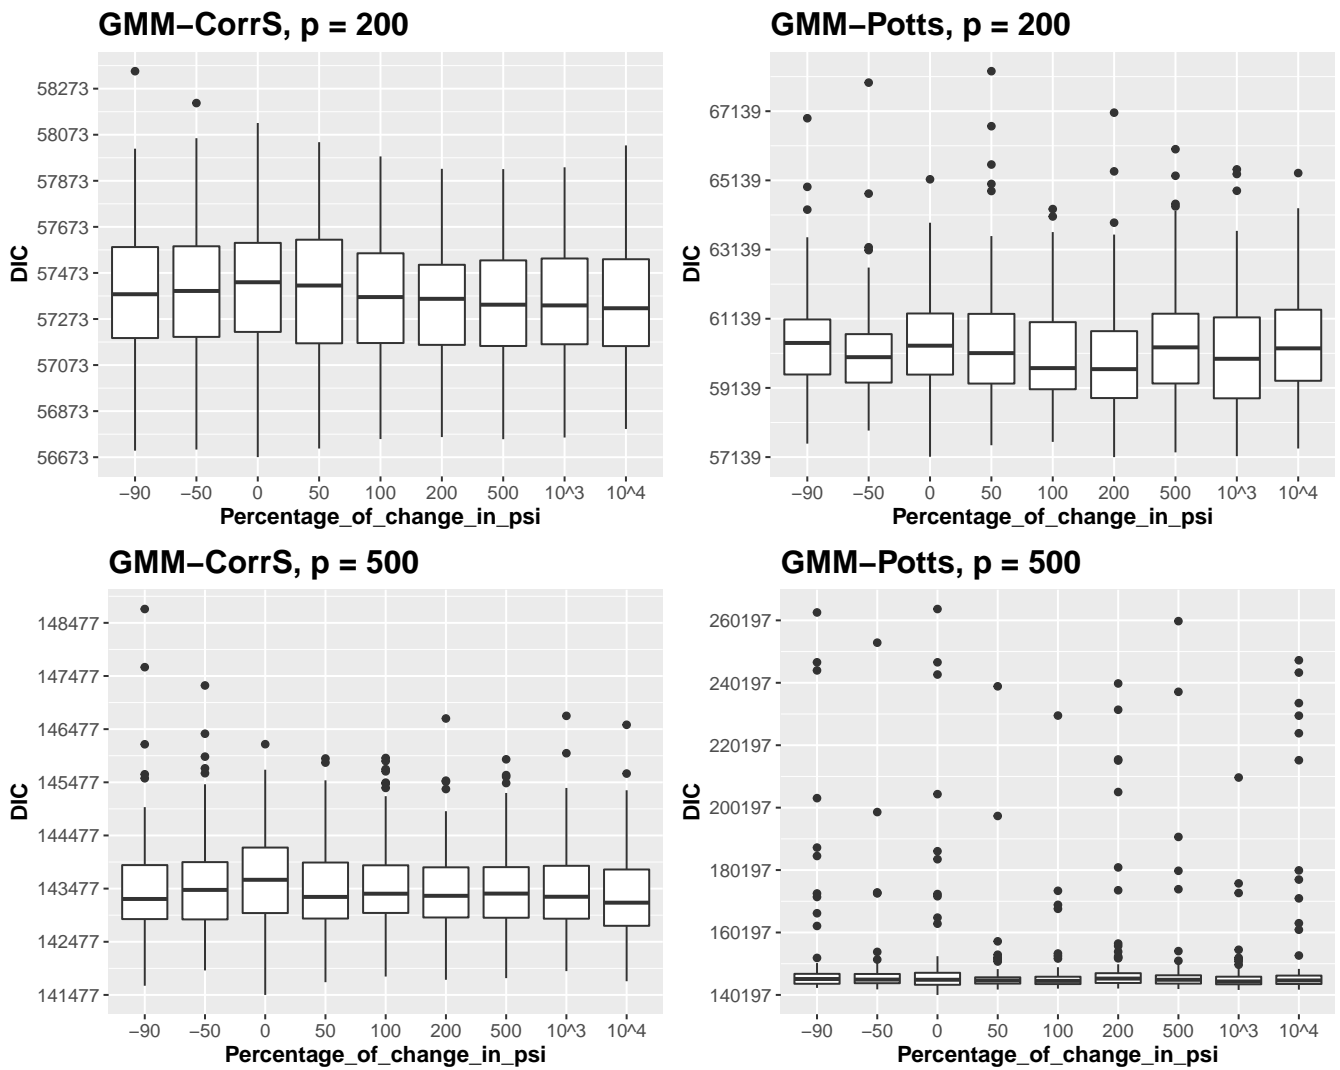 GMM−CorrS, p = 200
DIC
58273
58073
57873
57673
57473
57273
57073
56873
56673
−90 −50 0 50 100 200 500 10^3 10^4
Percentage_of_change_in_psi
GMM−Potts, p = 200
DIC
67139
65139
63139
61139
59139
57139
−90 −50 0 50 100 200 500 10^3 10^4
Percentage_of_change_in_psi
GMM−CorrS, p = 500
DIC
148477
147477
146477
145477
144477
143477
142477
141477
−90 −50 0 50 100 200 500 10^3 10^4
Percentage_of_change_in_psi
GMM−Potts, p = 500
DIC
260197
240197
220197
200197
180197
160197
140197
−90 −50 0 50 100 200 500 10^3 10^4
Percentage_of_change_in_psi